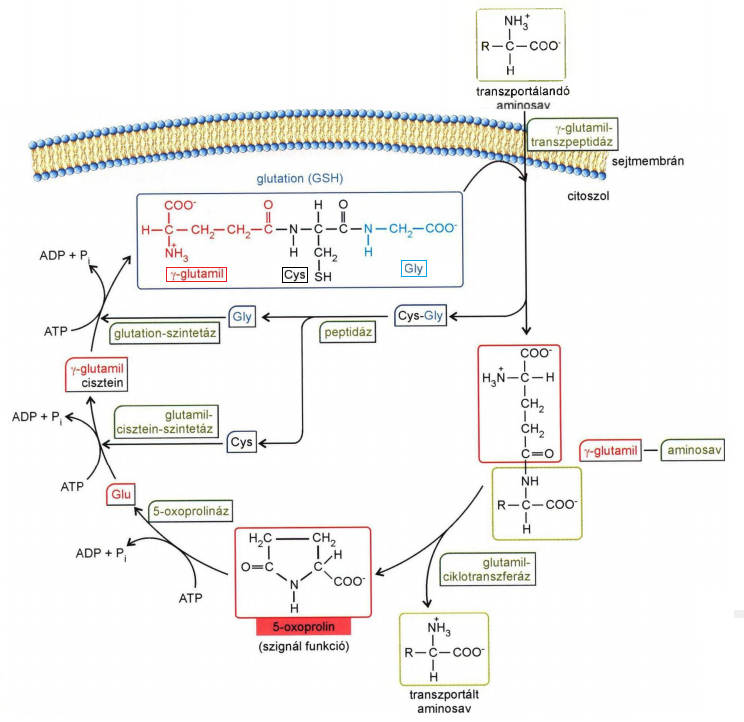 NH₃⁺
R–C–COO⁻
H
transzportálandó
aminosav
γ-glutamil-
transzpeptidáz
sejtmembrán
citoszol
glutation (GSH)
COO⁻ O H O
H–C–CH₂–CH₂–C–N–C–C–N–CH₂–COO⁻
NH₃⁺ H CH₂ H
SH
γ-glutamil Cys Gly
ADP + Pᵢ
ATP
glutation-szintetáz
Gly
peptidáz
Cys-Gly
γ-glutamil
cisztein
ADP + Pᵢ
glutamil-
cisztein-szintetáz
Cys
ATP
Glu
5-oxoprolináz
ADP + Pᵢ
ATP
COO⁻
H₃N⁺–C–H
CH₂
CH₂
C=O
NH
R–C–COO⁻
H
γ-glutamil – aminosav
glutamil-
ciklotranszferáz
H₂C CH₂
O=C C H
N COO⁻
H
5-oxoprolin
(szignál funkció)
NH₃⁺
R–C–COO⁻
H
transzportált
aminosav